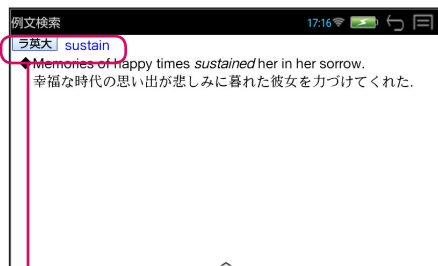 例文検索 17:16
ラ英大 sustain
◆Memories of happy times sustained her in her sorrow.
幸福な時代の思い出が悲しみに暮れた彼女を力づけてくれた.